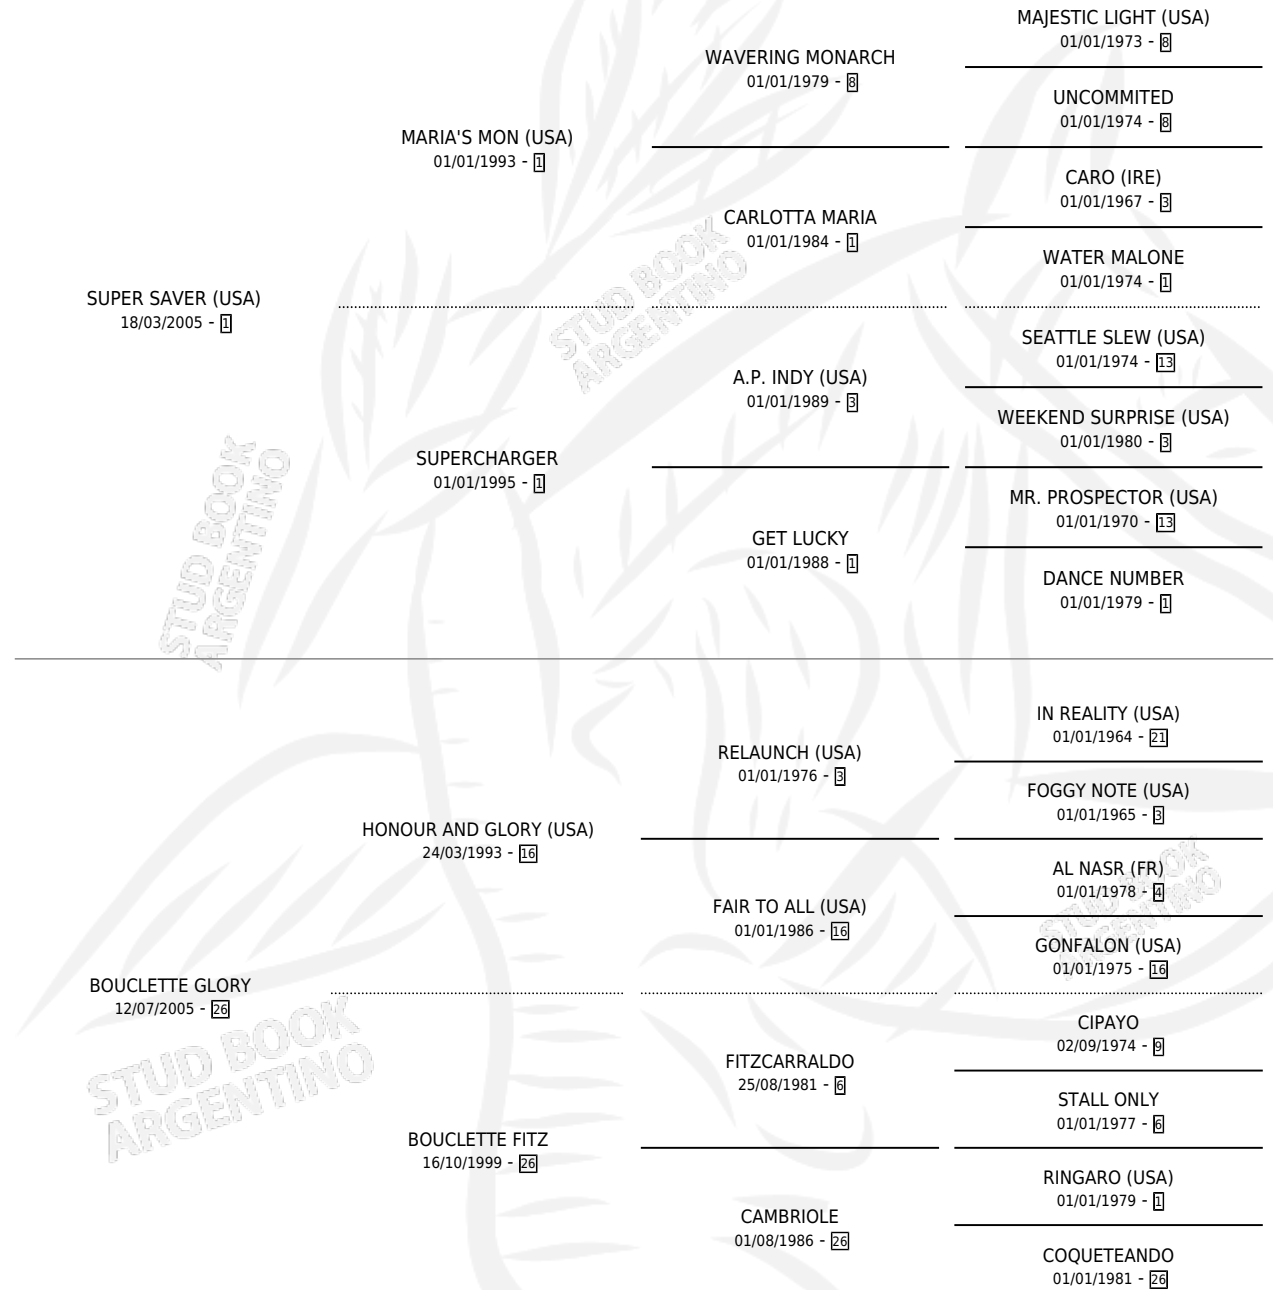 MAJESTIC LIGHT (USA)
01/01/1973 - 8
WAVERING MONARCH
01/01/1979 - 8
UNCOMMITED
01/01/1974 - 8
MARIA'S MON (USA)
01/01/1993 - 1
CARO (IRE)
01/01/1967 - 3
CARLOTTA MARIA
01/01/1984 - 1
WATER MALONE
01/01/1974 - 1
SUPER SAVER (USA)
18/03/2005 - 1
STUD BOOK
ARGENTINO
SEATTLE SLEW (USA)
01/01/1974 - 13
A.P. INDY (USA)
01/01/1989 - 3
WEEKEND SURPRISE (USA)
01/01/1980 - 3
SUPERCHARGER
01/01/1995 - 1
MR. PROSPECTOR (USA)
01/01/1970 - 13
GET LUCKY
01/01/1988 - 1
DANCE NUMBER
01/01/1979 - 1
STUD BOOK
ARGENTINO
IN REALITY (USA)
01/01/1964 - 21
RELAUNCH (USA)
01/01/1976 - 3
FOGGY NOTE (USA)
01/01/1965 - 3
HONOUR AND GLORY (USA)
24/03/1993 - 16
AL NASR (FR)
01/01/1978 - 4
FAIR TO ALL (USA)
01/01/1986 - 16
GONFALON (USA)
01/01/1975 - 16
STUD BOOK
ARGENTINO
BOUCLETTE GLORY
12/07/2005 - 26
CIPAYO
02/09/1974 - 9
FITZCARRALDO
25/08/1981 - 6
STALL ONLY
01/01/1977 - 6
STUD BOOK
ARGENTINO
BOUCLETTE FITZ
16/10/1999 - 26
RINGARO (USA)
01/01/1979 - 1
CAMBRIOLE
01/08/1986 - 26
COQUETEANDO
01/01/1981 - 26